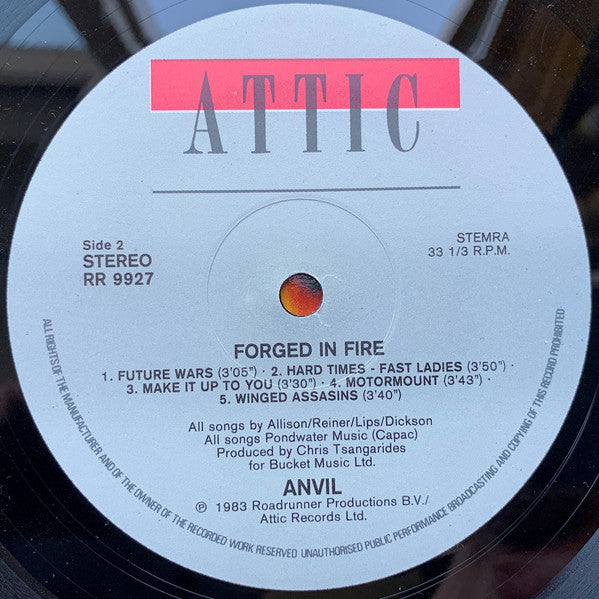 ATTIC
Side 2
STEREO
RR 9927
STEMRA
33 1/3 R.P.M.
FORGED IN FIRE
1. FUTURE WARS (3'05") · 2. HARD TIMES - FAST LADIES (3'50") ·
3. MAKE IT UP TO YOU (3'30") · 4. MOTORMOUNT (3'43") ·
5. WINGED ASSASINS (3'40")
All songs by Allison/Reiner/Lips/Dickson
All songs Pondwater Music (Capac)
Produced by Chris Tsangarides
for Bucket Music Ltd.
ANVIL
℗ 1983 Roadrunner Productions B.V./
Attic Records Ltd.
ALL RIGHTS OF THE MANUFACTURER AND OF THE OWNER OF THE RECORDED WORK RESERVED UNAUTHORISED PUBLIC PERFORMANCE BROADCASTING AND COPYING OF THIS RECORD PROHIBITED